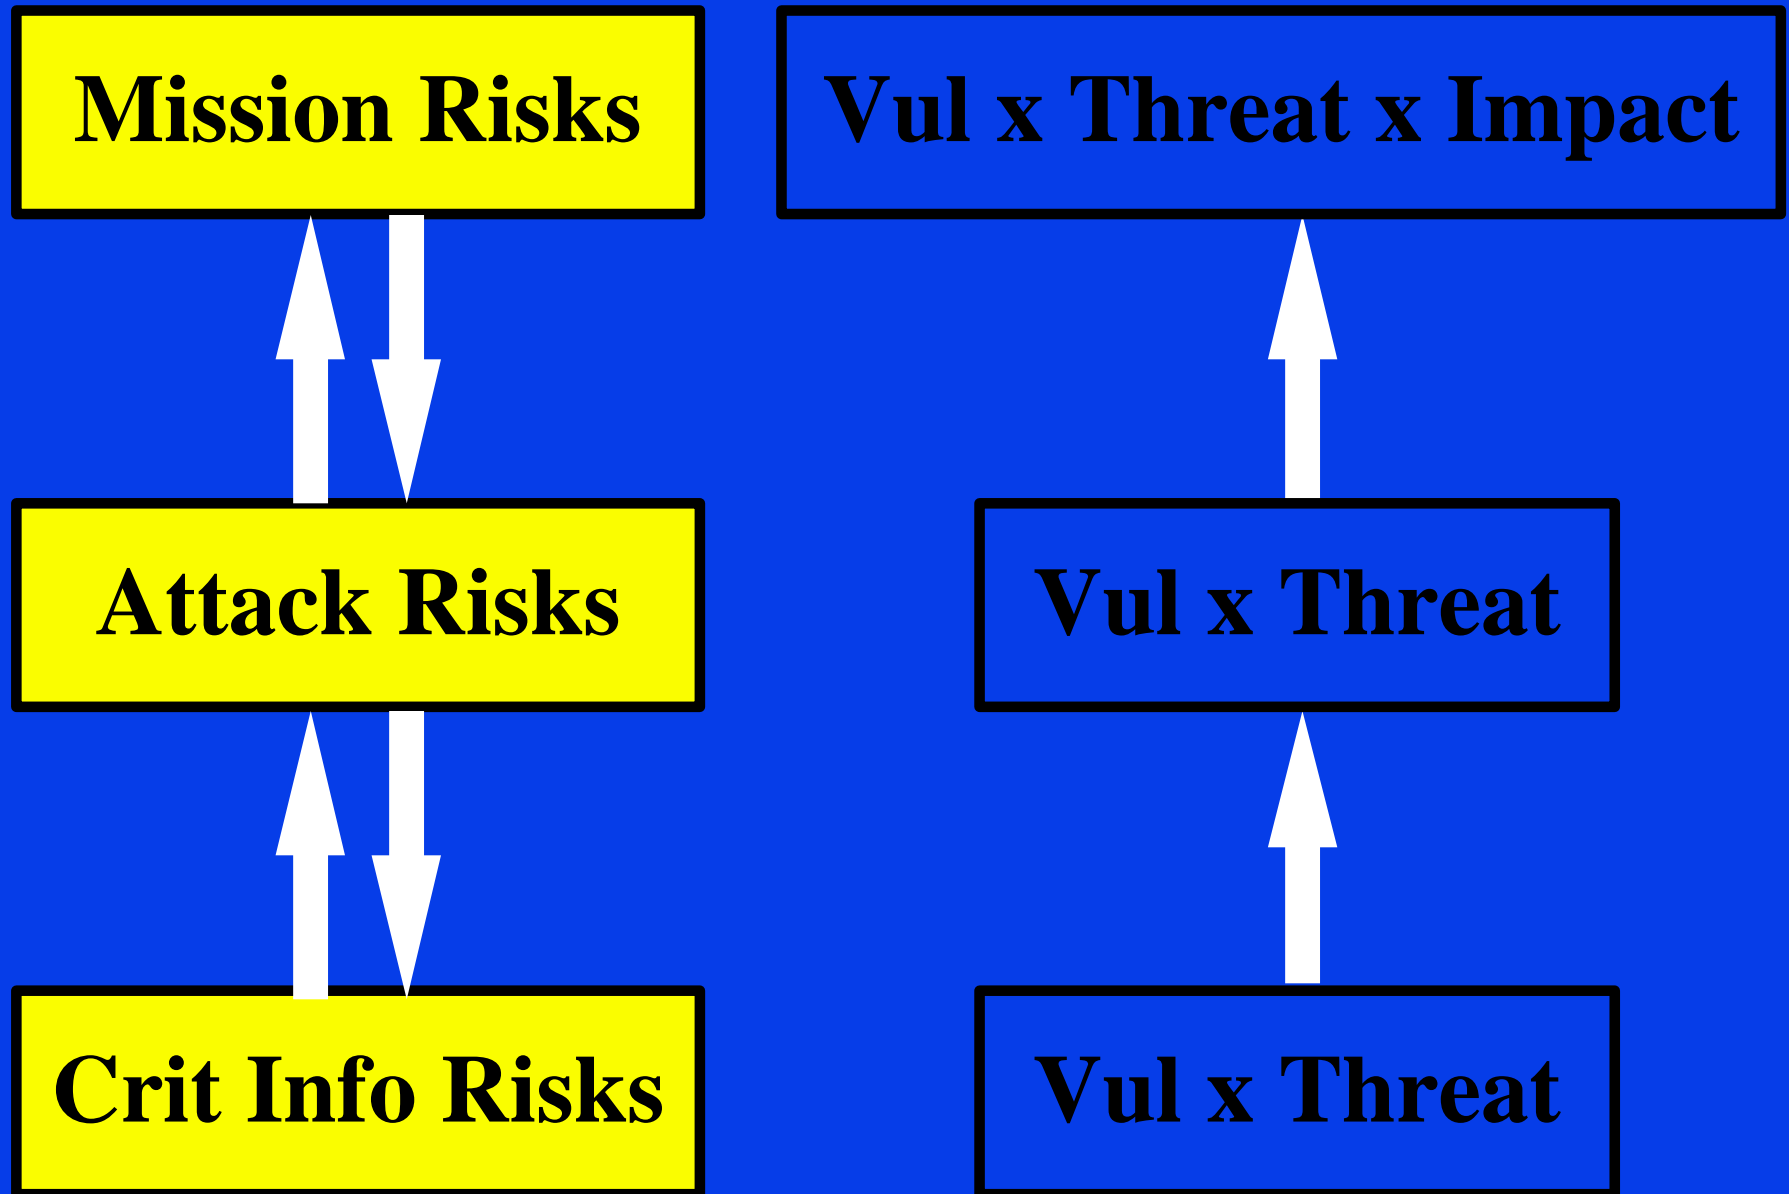 Mission Risks
Vul x Threat x Impact
Attack Risks
Vul x Threat
Crit Info Risks
Vul x Threat